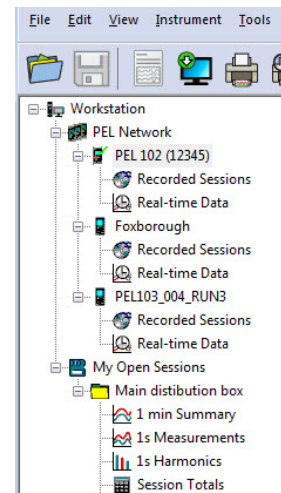 File Edit View Instrument Tools
Workstation
PEL Network
PEL 102 (12345)
Recorded Sessions
Real-time Data
Foxborough
Recorded Sessions
Real-time Data
PEL103_004_RUN3
Recorded Sessions
Real-time Data
My Open Sessions
Main distibution box
1 min Summary
1s Measurements
1s Harmonics
Session Totals